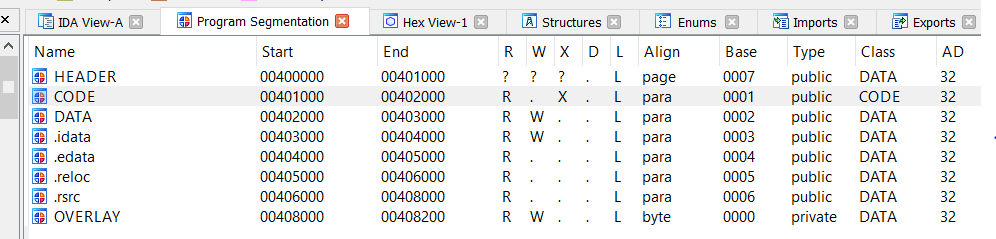 IDA View-A Program Segmentation Hex View-1 Structures Enums Imports Exports
Name Start End R W X D L Align Base Type Class AD
HEADER 00400000 00401000 ? ? ? . L page 0007 public DATA 32
CODE 00401000 00402000 R . X . L para 0001 public CODE 32
DATA 00402000 00403000 R W . . L para 0002 public DATA 32
.idata 00403000 00404000 R W . . L para 0003 public DATA 32
.edata 00404000 00405000 R . . . L para 0004 public DATA 32
.reloc 00405000 00406000 R . . . L para 0005 public DATA 32
.rsrc 00406000 00408000 R . . . L para 0006 public DATA 32
OVERLAY 00408000 00408200 R W . . L byte 0000 private DATA 32